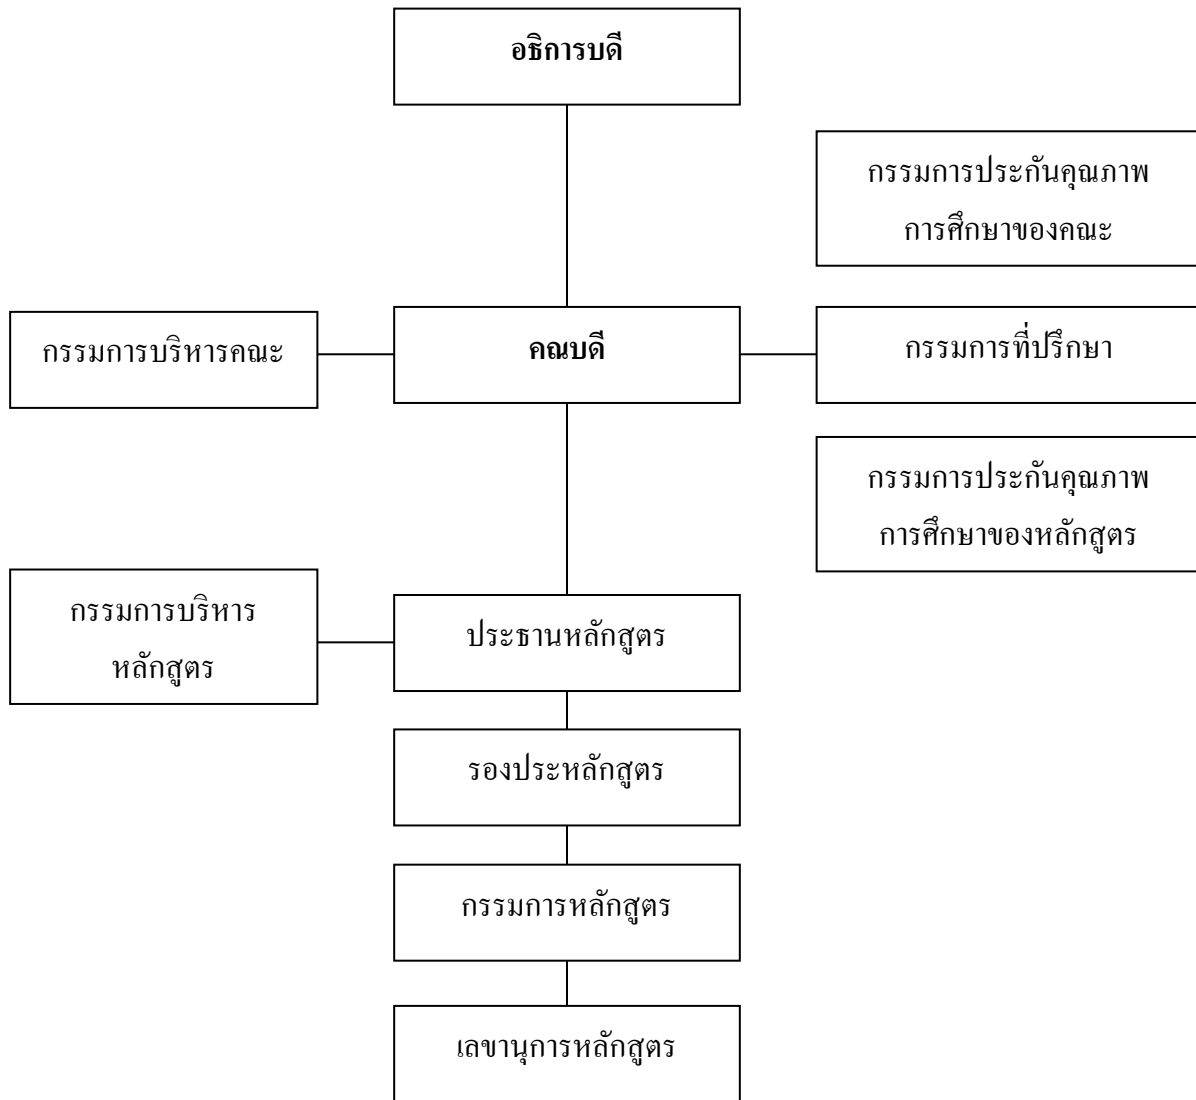 อธิการบดี
กรรมการประกันคุณภาพ
การศึกษาของคณะ
กรรมการบริหารคณะ
คณบดี
กรรมการที่ปรึกษา
กรรมการประกันคุณภาพ
การศึกษาของหลักสูตร
กรรมการบริหาร
หลักสูตร
ประธานหลักสูตร
รองประหลักสูตร
กรรมการหลักสูตร
เลขานุการหลักสูตร